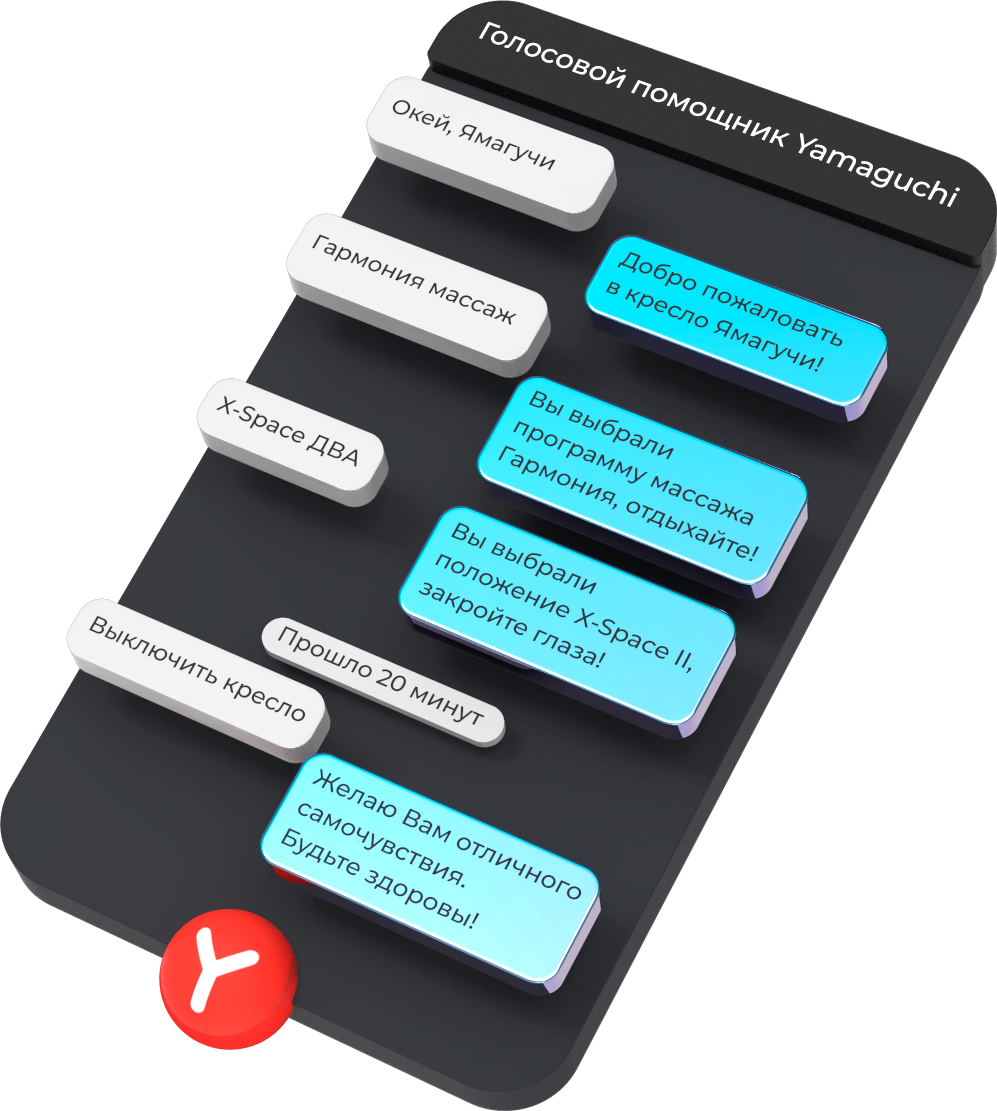 Голосовой помощник Yamaguchi
Окей, Ямагучи
Добро пожаловать
в кресло Ямагучи!
Гармония массаж
Вы выбрали
программу массажа
Гармония, отдыхайте!
X-Space ДВА
Вы выбрали
положение X-Space II,
закройте глаза!
Прошло 20 минут
Выключить кресло
Желаю Вам отличного
самочувствия.
Будьте здоровы!
Y